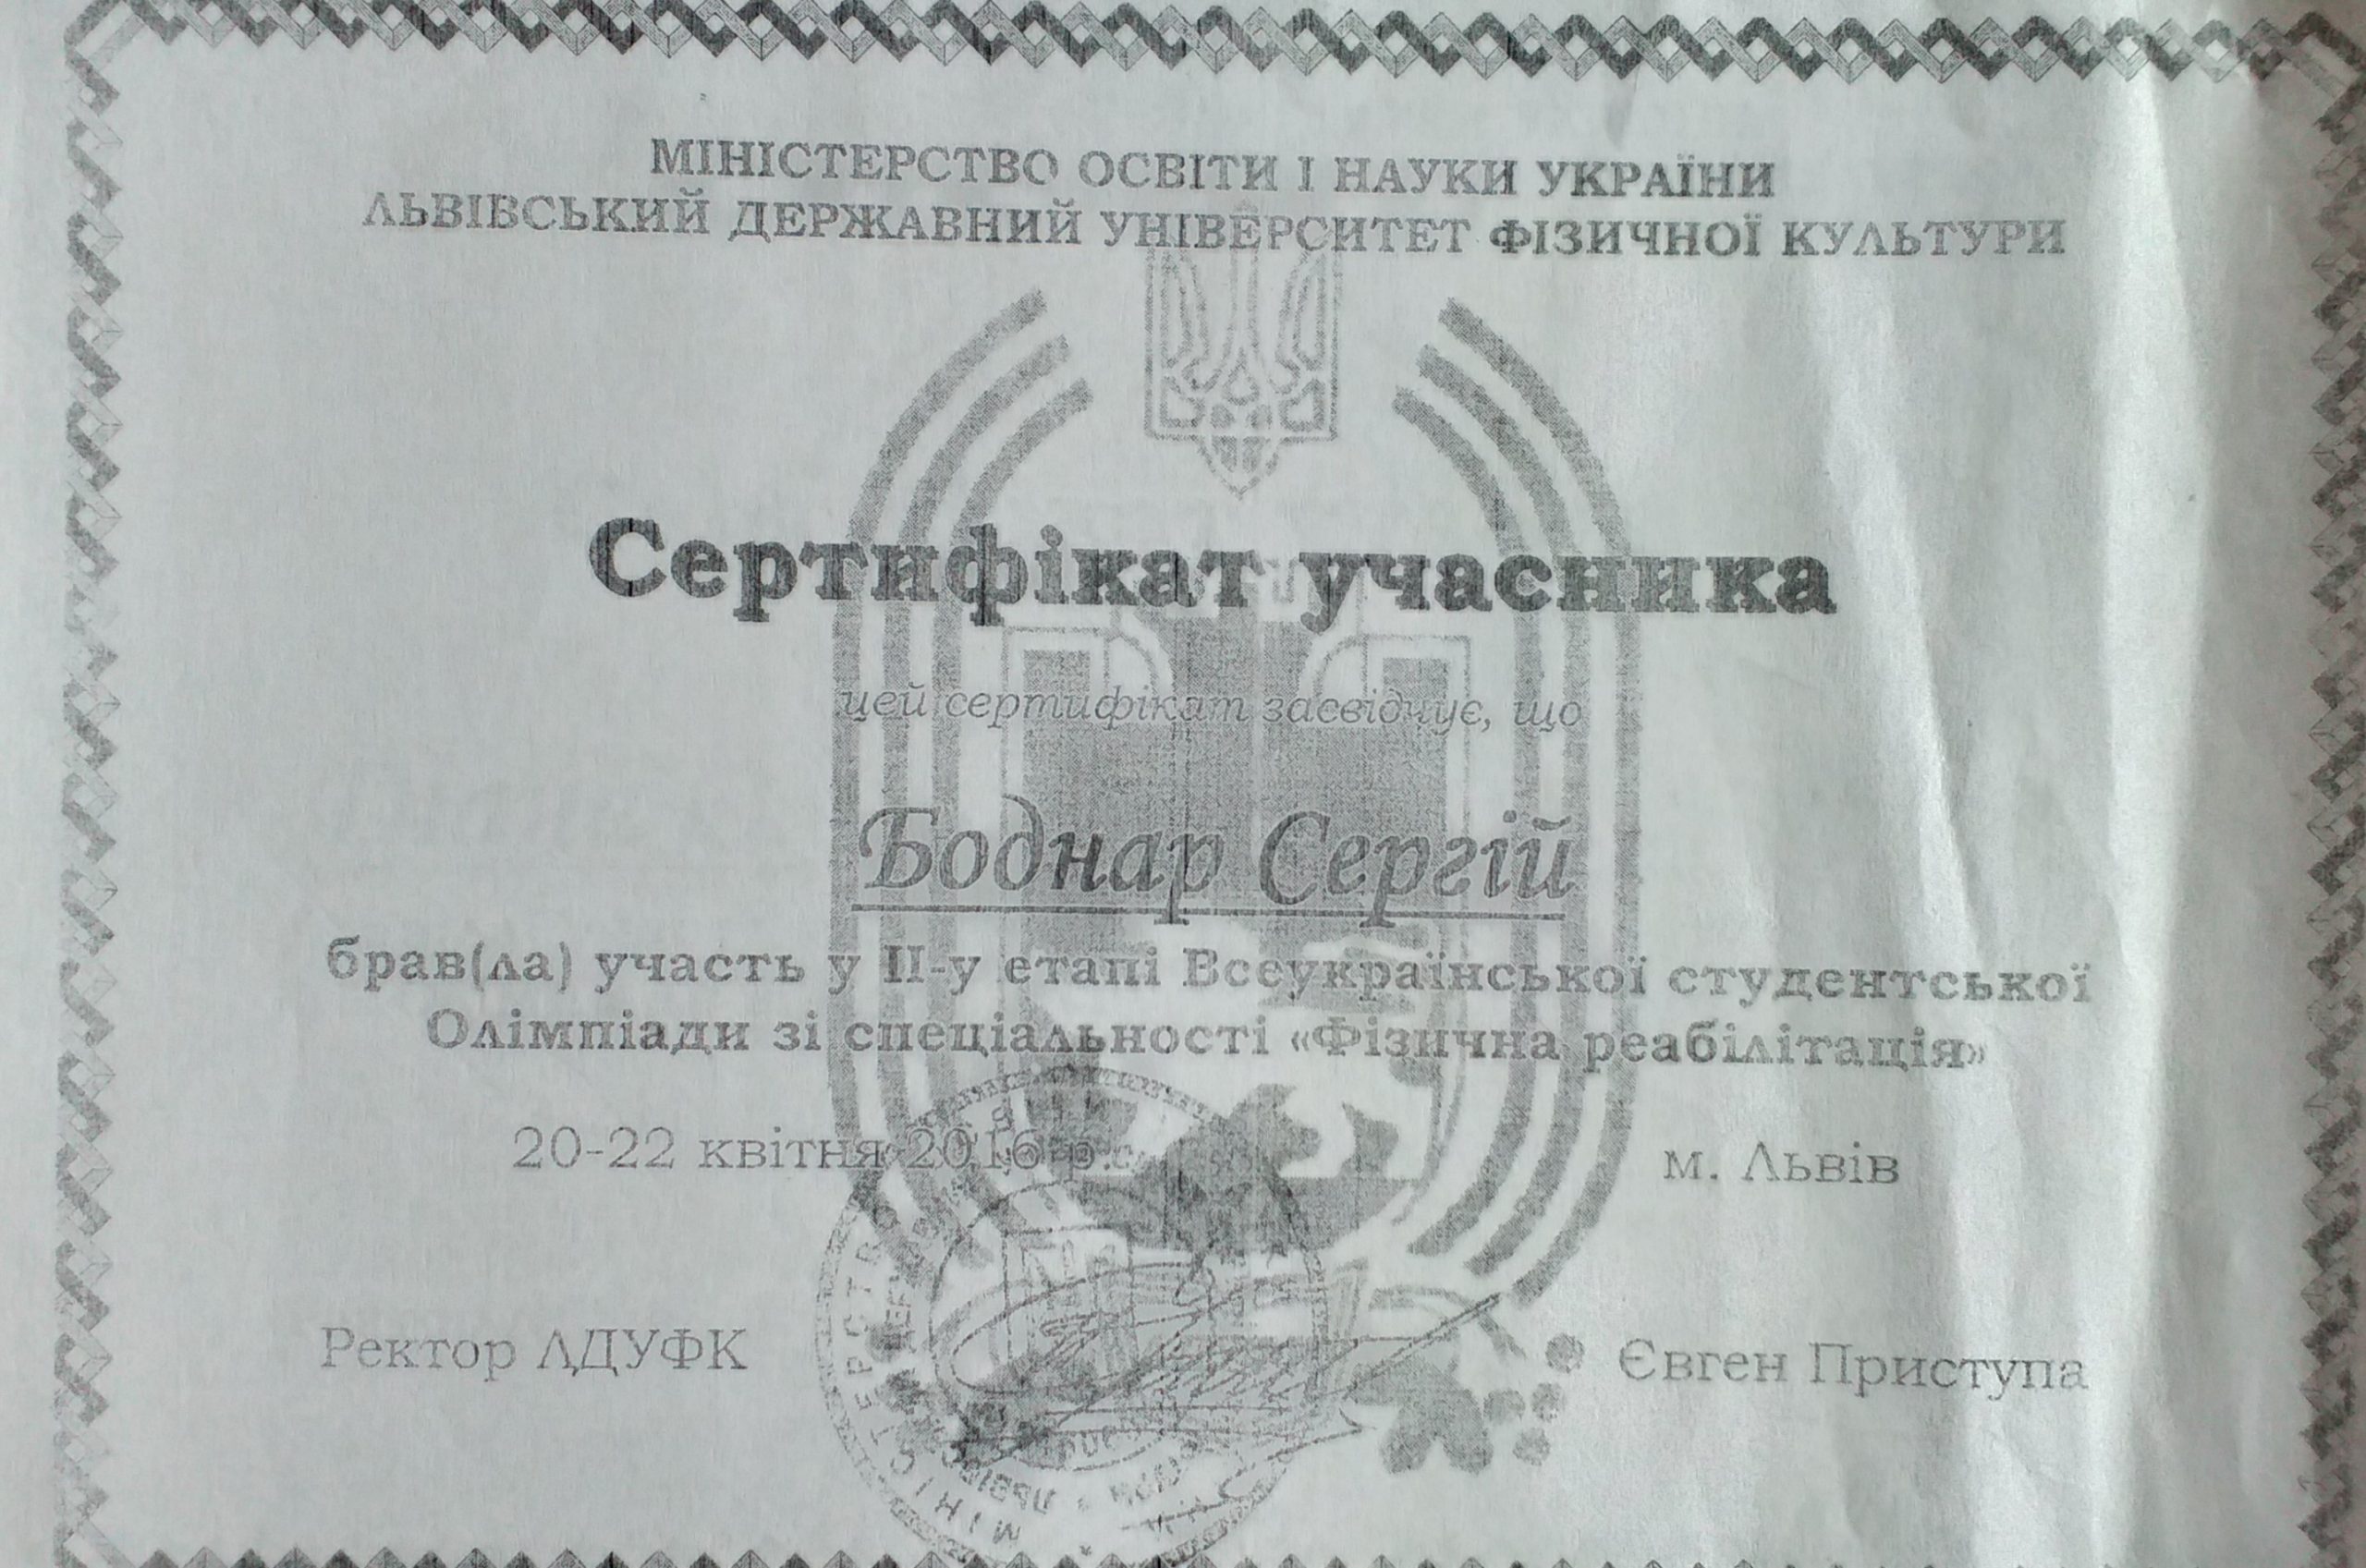 МІНІСТЕРСТВО ОСВІТИ І НАУКИ УКРАЇНИ
ЛЬВІВСЬКИЙ ДЕРЖАВНИЙ УНІВЕРСИТЕТ ФІЗИЧНОЇ КУЛЬТУРИ
Сертифікат учасника
цей сертифікат засвідчує, що
Боднар Сергій
брав(ла) участь у ІІ-у етапі Всеукраїнської студентської
Олімпіади зі спеціальності «Фізична реабілітація»
20-22 квітня 2016 р.
м. Львів
Ректор ЛДУФК
Євген Приступа